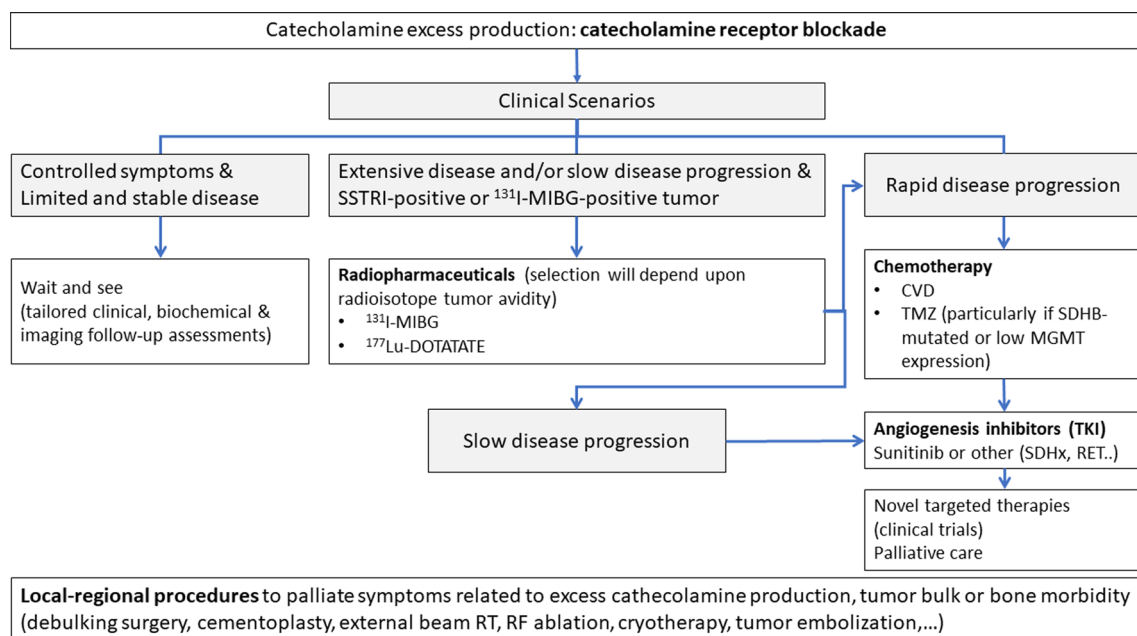 Catecholamine excess production: catecholamine receptor blockade
Clinical Scenarios
Controlled symptoms &
Limited and stable disease
Extensive disease and/or slow disease progression &
SSTRI-positive or ¹³¹I-MIBG-positive tumor
Rapid disease progression
Wait and see
(tailored clinical, biochemical &
imaging follow-up assessments)
Radiopharmaceuticals (selection will depend upon
radioisotope tumor avidity)
• ¹³¹I-MIBG
• ¹⁷⁷Lu-DOTATATE
Chemotherapy
• CVD
• TMZ (particularly if SDHB-
mutated or low MGMT
expression)
Slow disease progression
Angiogenesis inhibitors (TKI)
Sunitinib or other (SDHx, RET..)
Novel targeted therapies
(clinical trials)
Palliative care
Local-regional procedures to palliate symptoms related to excess cathecolamine production, tumor bulk or bone morbidity
(debulking surgery, cementoplasty, external beam RT, RF ablation, cryotherapy, tumor embolization,...)